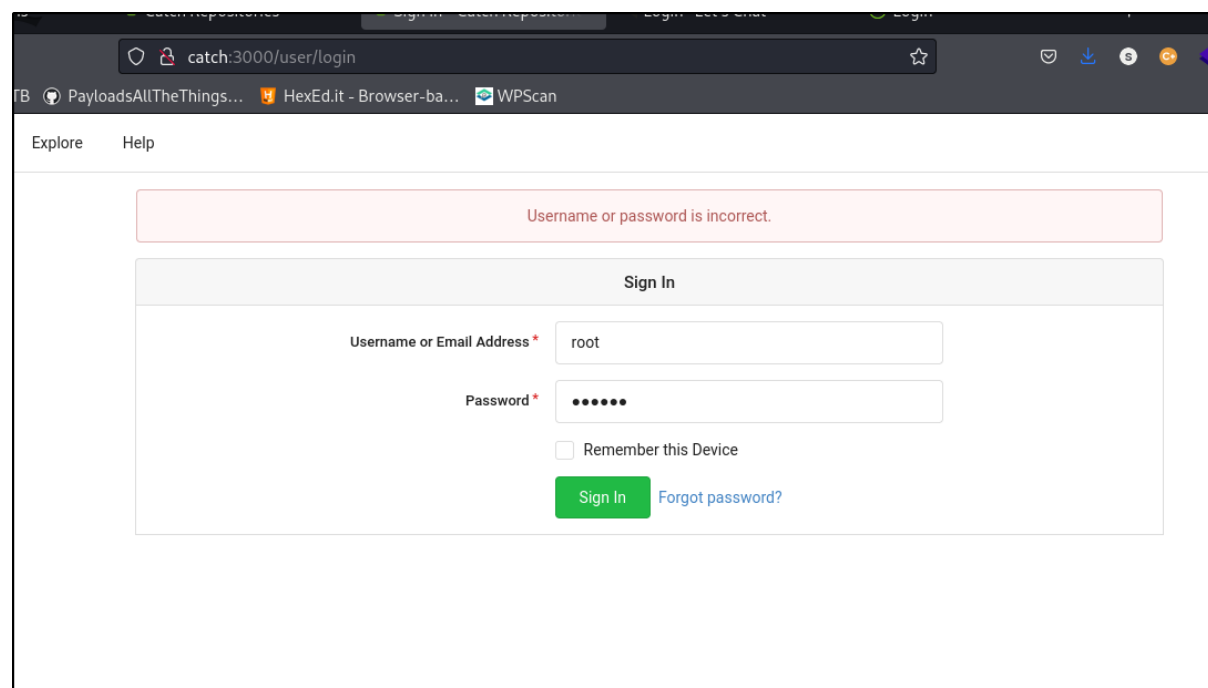 catch:3000/user/login
TB PayloadsAllTheThings... HexEd.it - Browser-ba... WPScan
Explore Help
Username or password is incorrect.
Sign In
Username or Email Address *
root
Password *
Remember this Device
Sign In Forgot password?